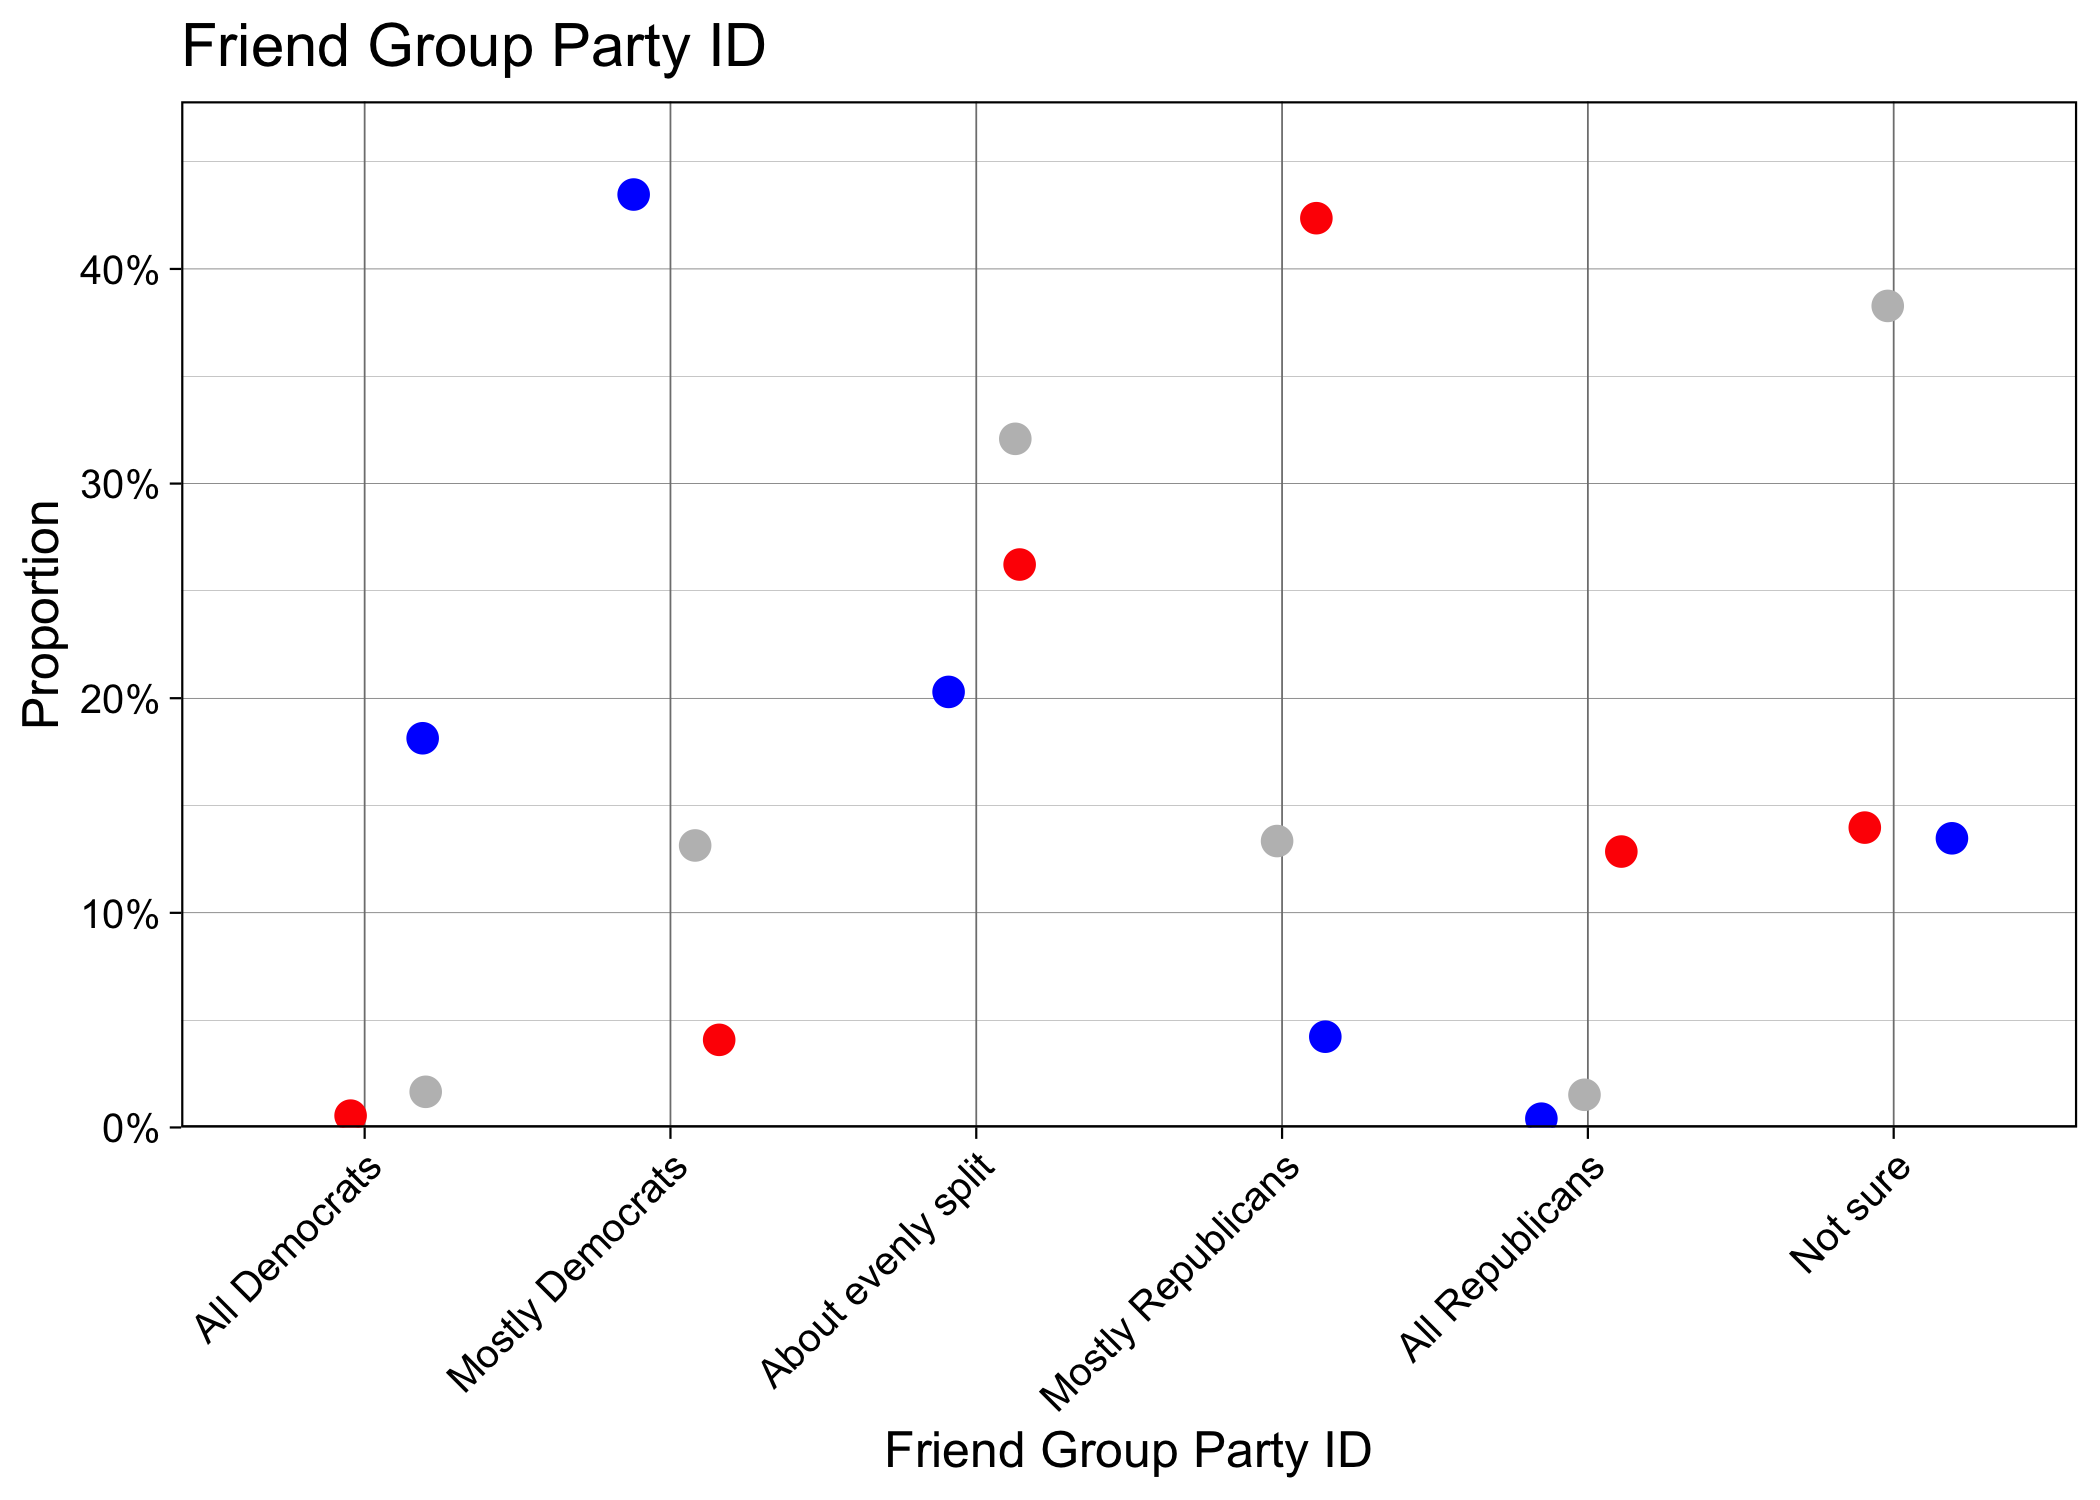 Friend Group Party ID
Proportion
40%
30%
20%
10%
0%
All Democrats
Mostly Democrats
About evenly split
Mostly Republicans
All Republicans
Not sure
Friend Group Party ID